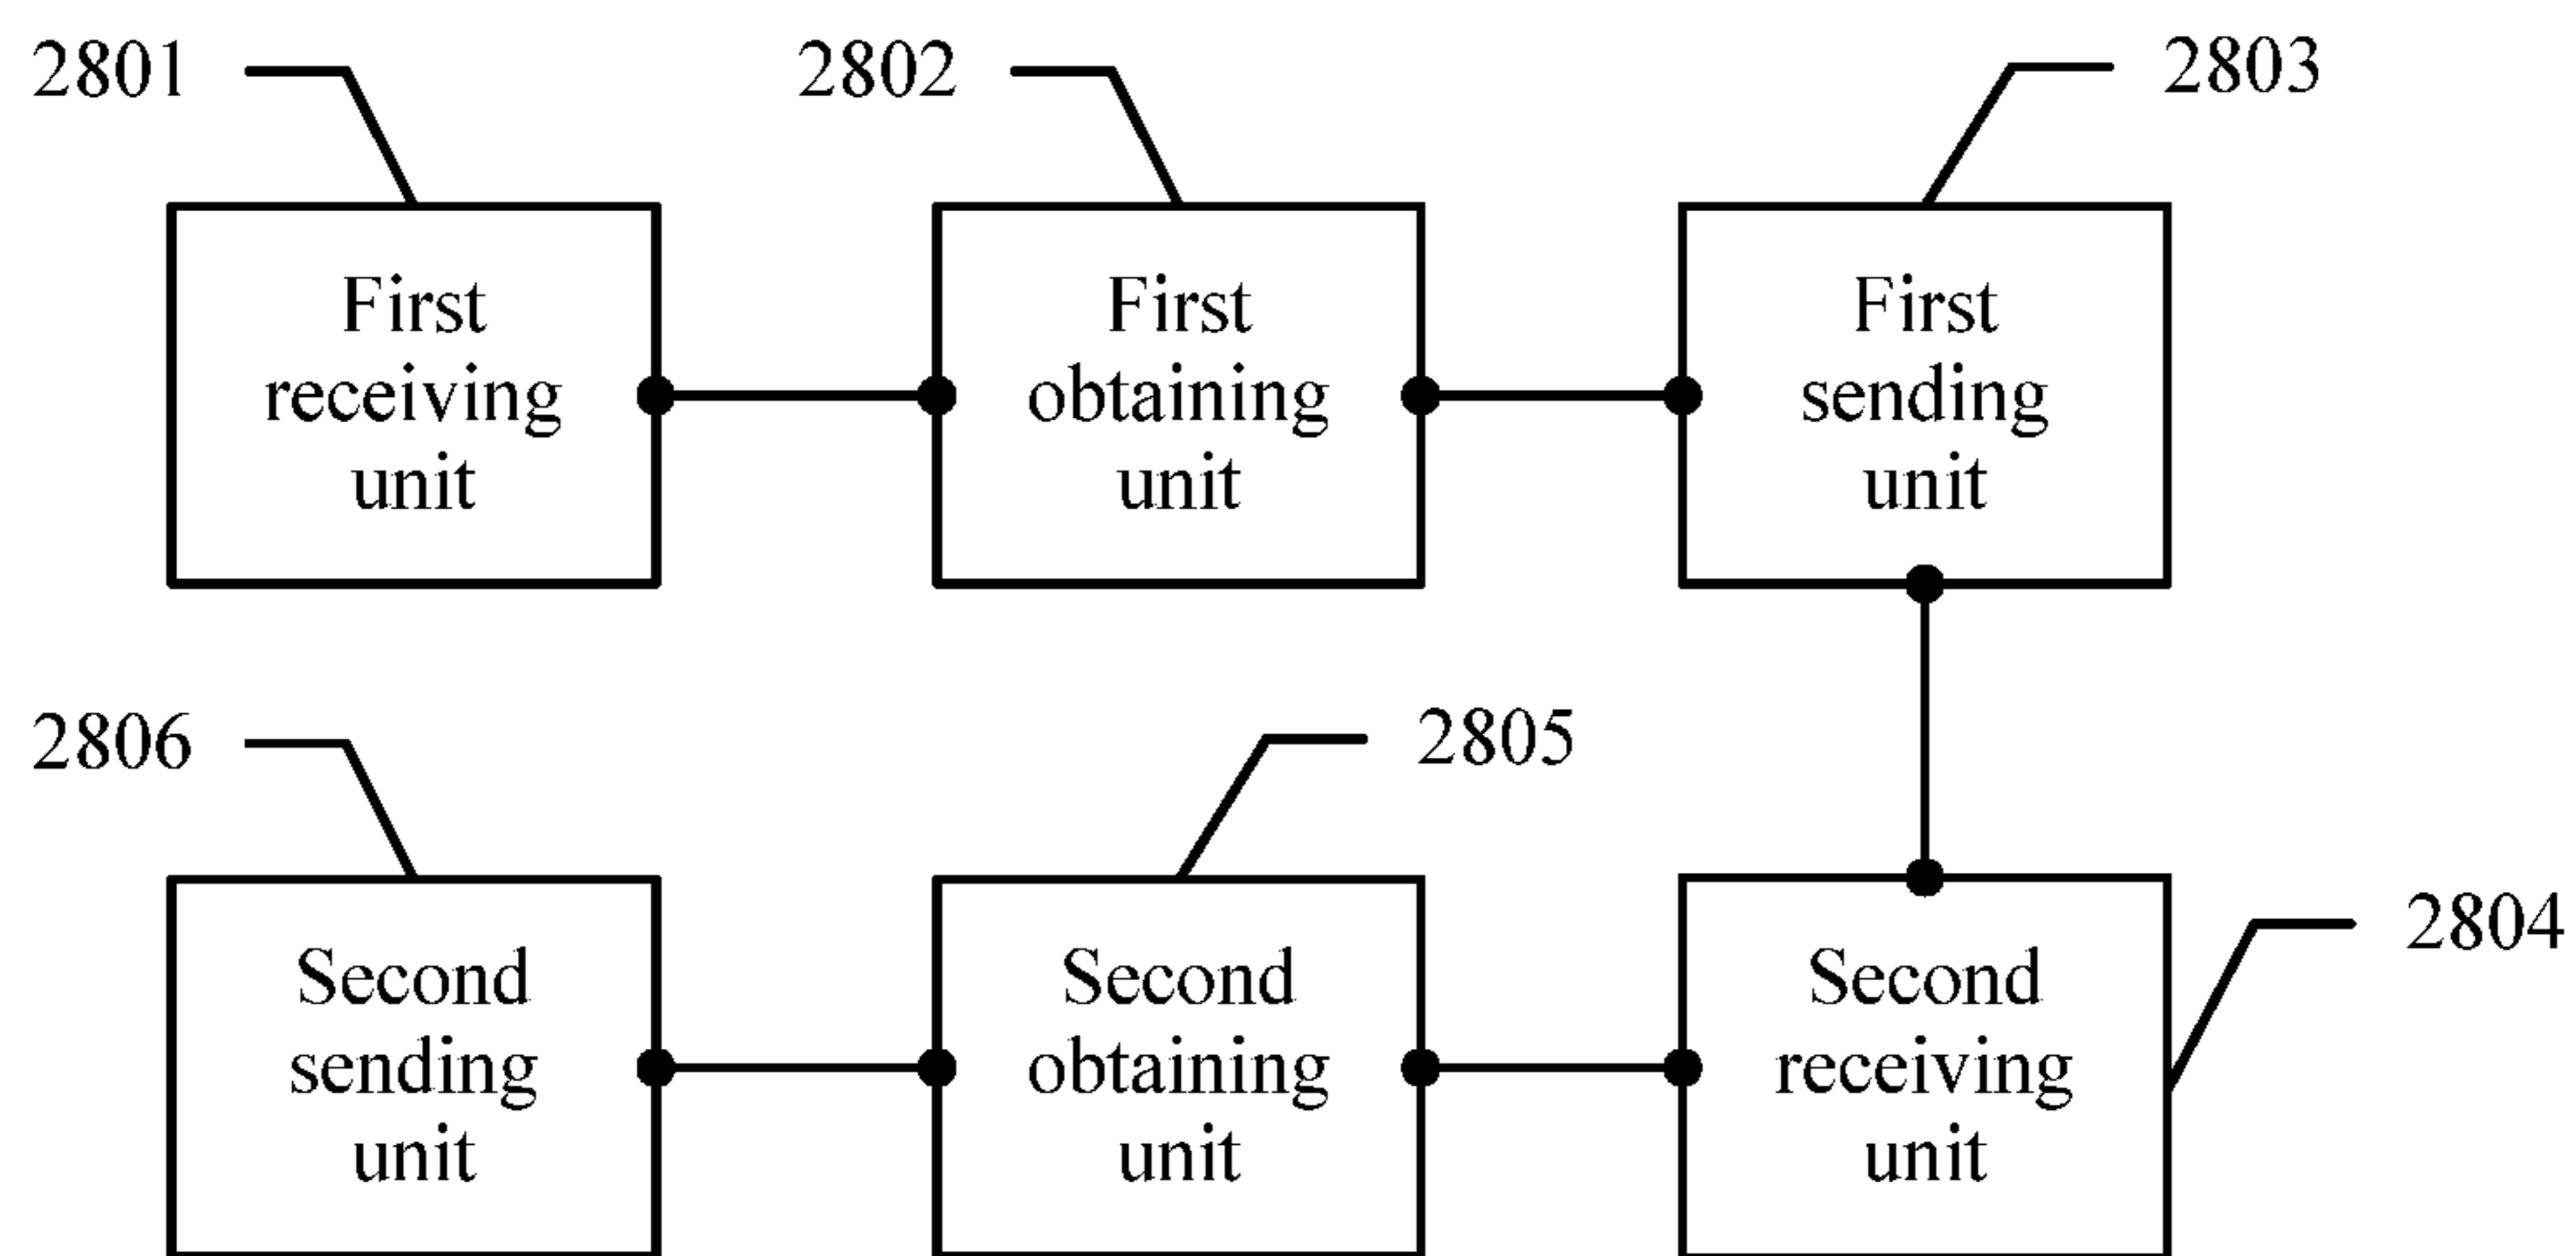 2801
2802
2803
First
receiving
unit
First
obtaining
unit
First
sending
unit
2806
2805
2804
Second
sending
unit
Second
obtaining
unit
Second
receiving
unit